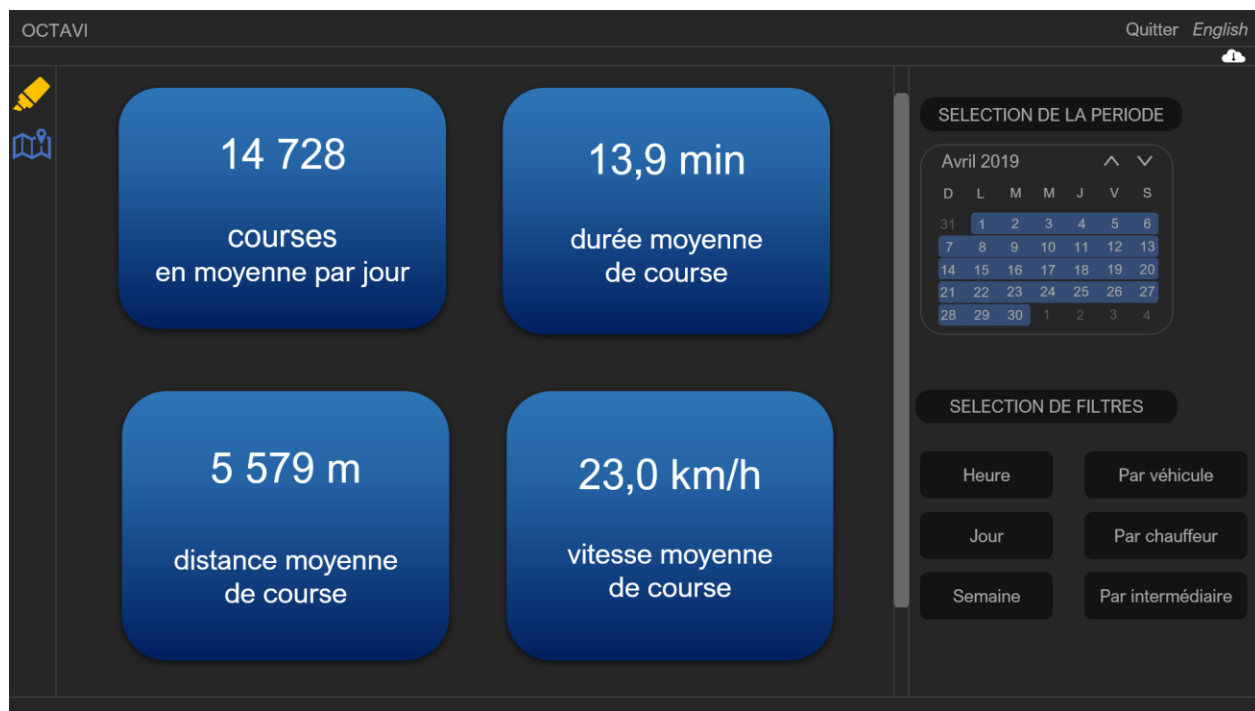 OCTAVI
Quitter English
14 728
courses
en moyenne par jour
13,9 min
durée moyenne
de course
5 579 m
distance moyenne
de course
23,0 km/h
vitesse moyenne
de course
SELECTION DE LA PERIODE
Avril 2019
D L M M J V S
31 1 2 3 4 5 6
7 8 9 10 11 12 13
14 15 16 17 18 19 20
21 22 23 24 25 26 27
28 29 30 1 2 3 4
SELECTION DE FILTRES
Heure
Par véhicule
Jour
Par chauffeur
Semaine
Par intermédiaire